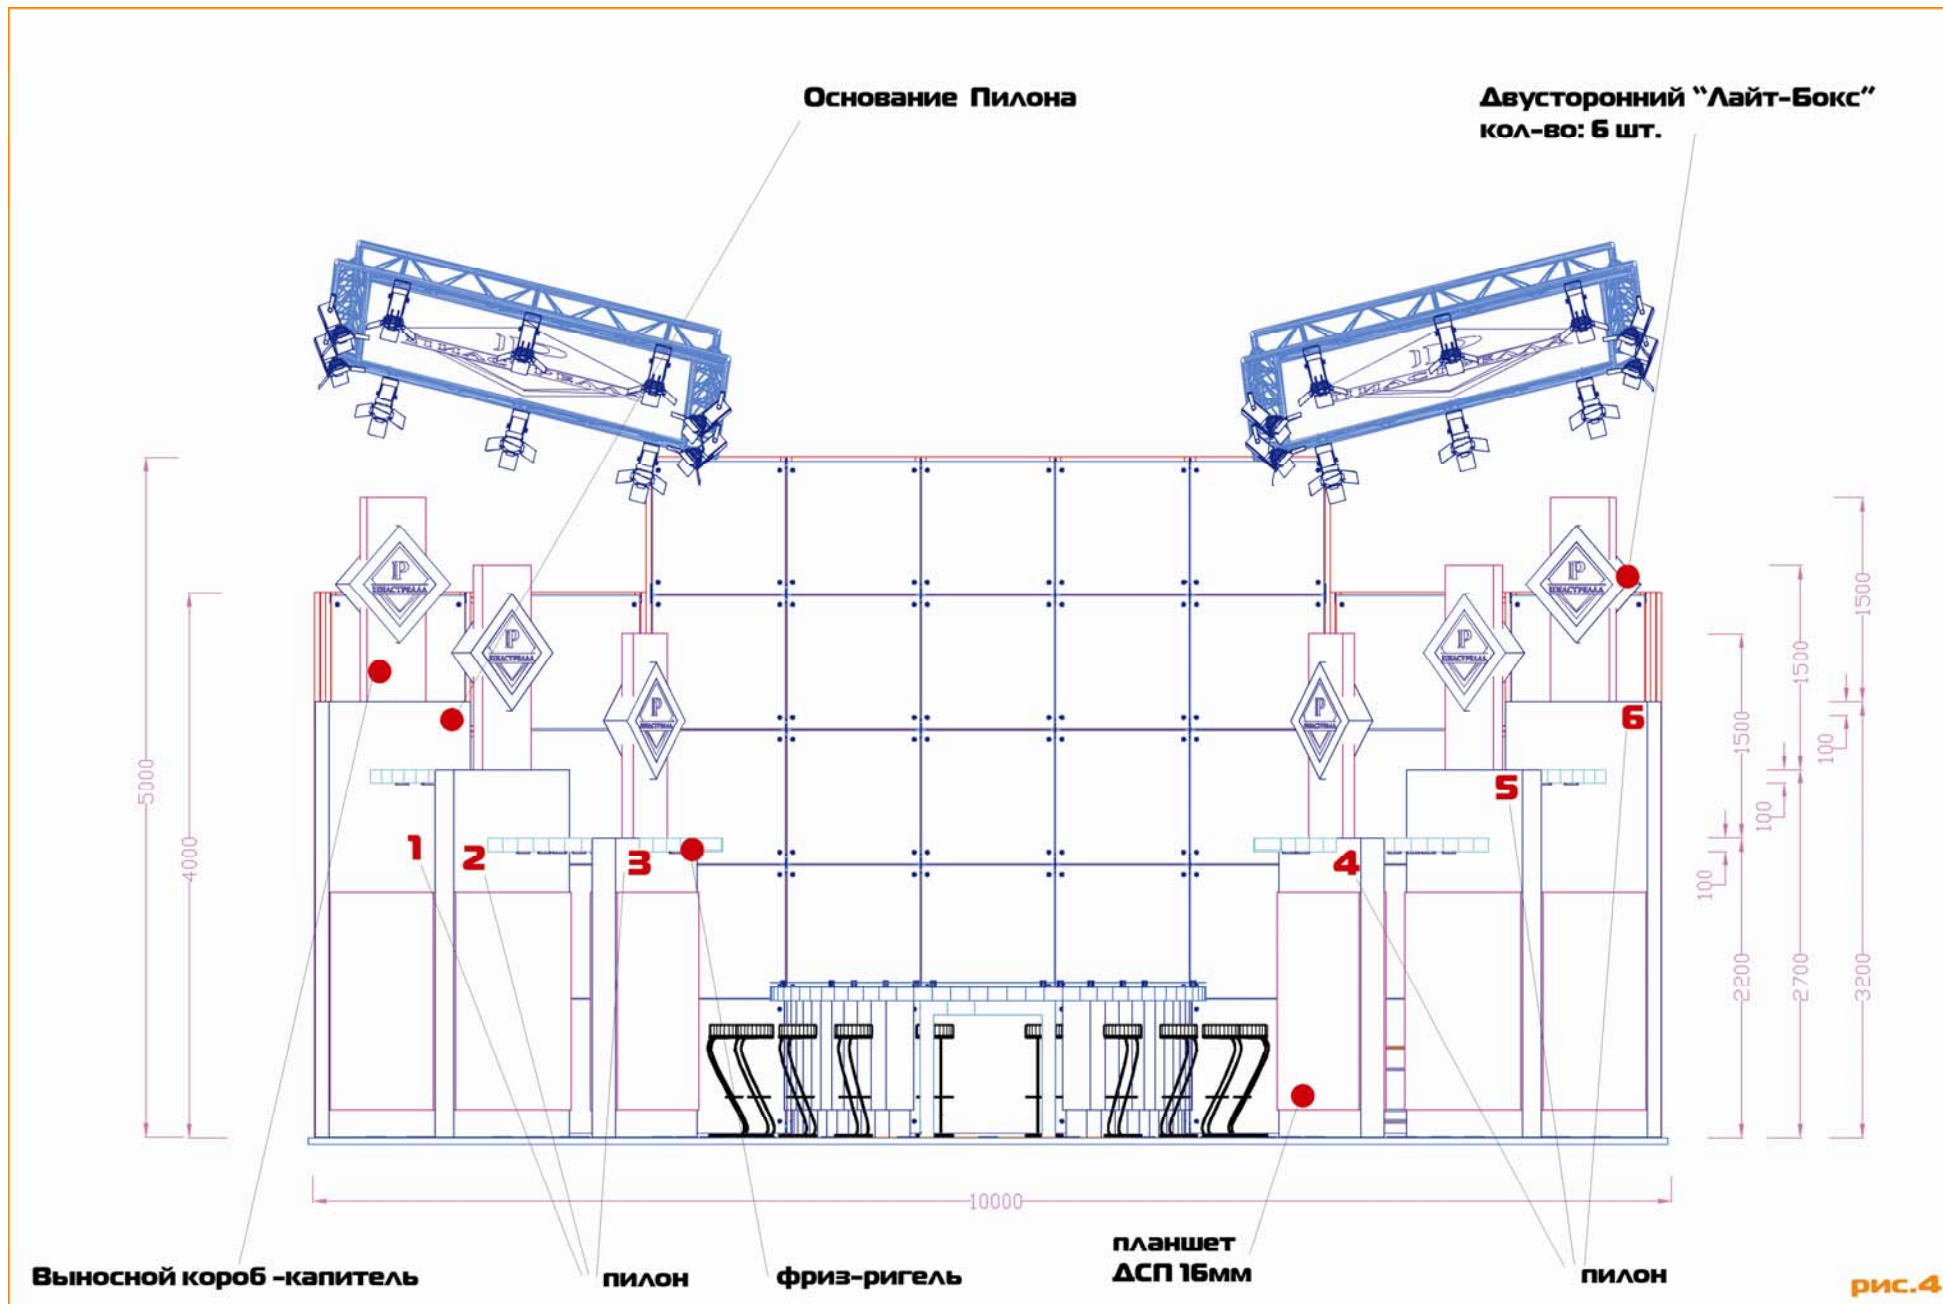 Основание Пилона
Двусторонний “Лайт-Бокс”
кол-во: 6 шт.
P
P
P
P
P
P
5000
4000
1500
1500
1500
100
100
100
2200
2700
3200
1
2
3
4
5
6
10000
Выносной короб -капитель
пилон
фриз-ригель
планшет
ДСП 16мм
пилон
рис.4